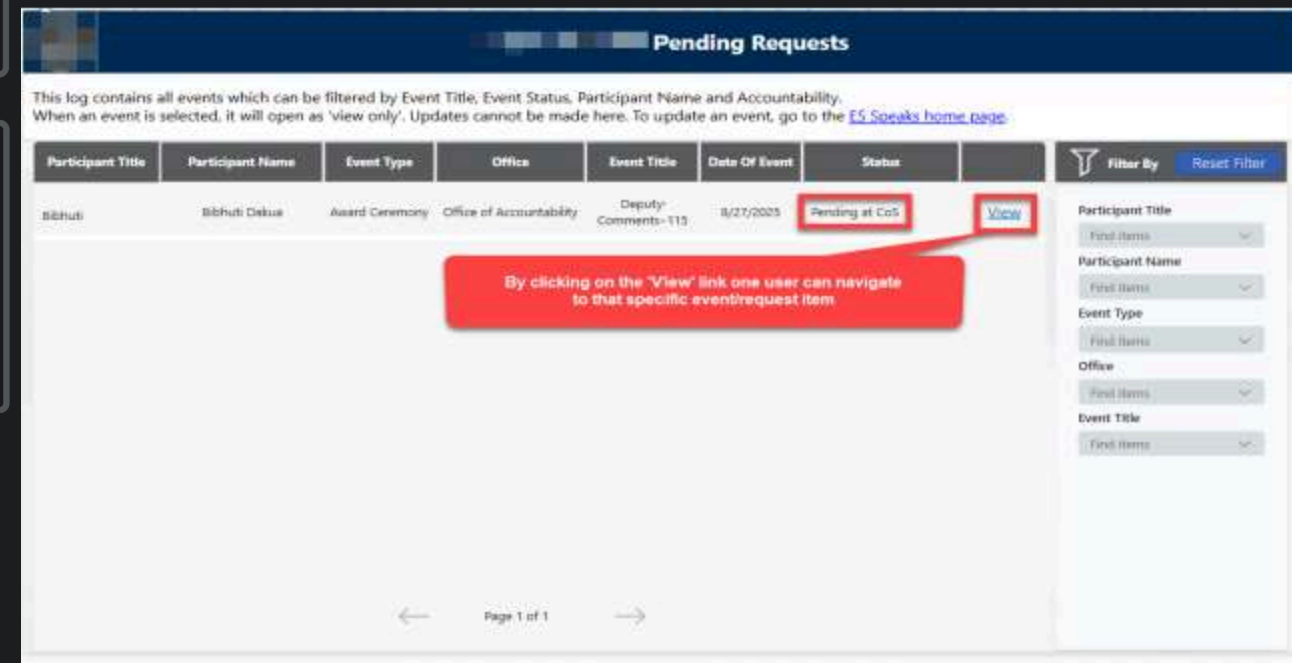 Pending Requests
This log contains all events which can be filtered by Event Title, Event Status, Participant Name and Accountability.
When an event is selected, it will open as 'view only'. Updates cannot be made here. To update an event, go to the ES Speaks home page.
Participant Title Participant Name Event Type Office Event Title Date Of Event Status
Filter By Reset Filter
Bibhuti Bibhuti Dakua Award Ceremony Office of Accountability Deputy-
Comments-115 8/27/2025 Pending at CoS View
By clicking on the 'View' link one user can navigate
to that specific event/request item
Participant Title
Find items
Participant Name
Find items
Event Type
Find items
Office
Find items
Event Title
Find items
Page 1 of 1